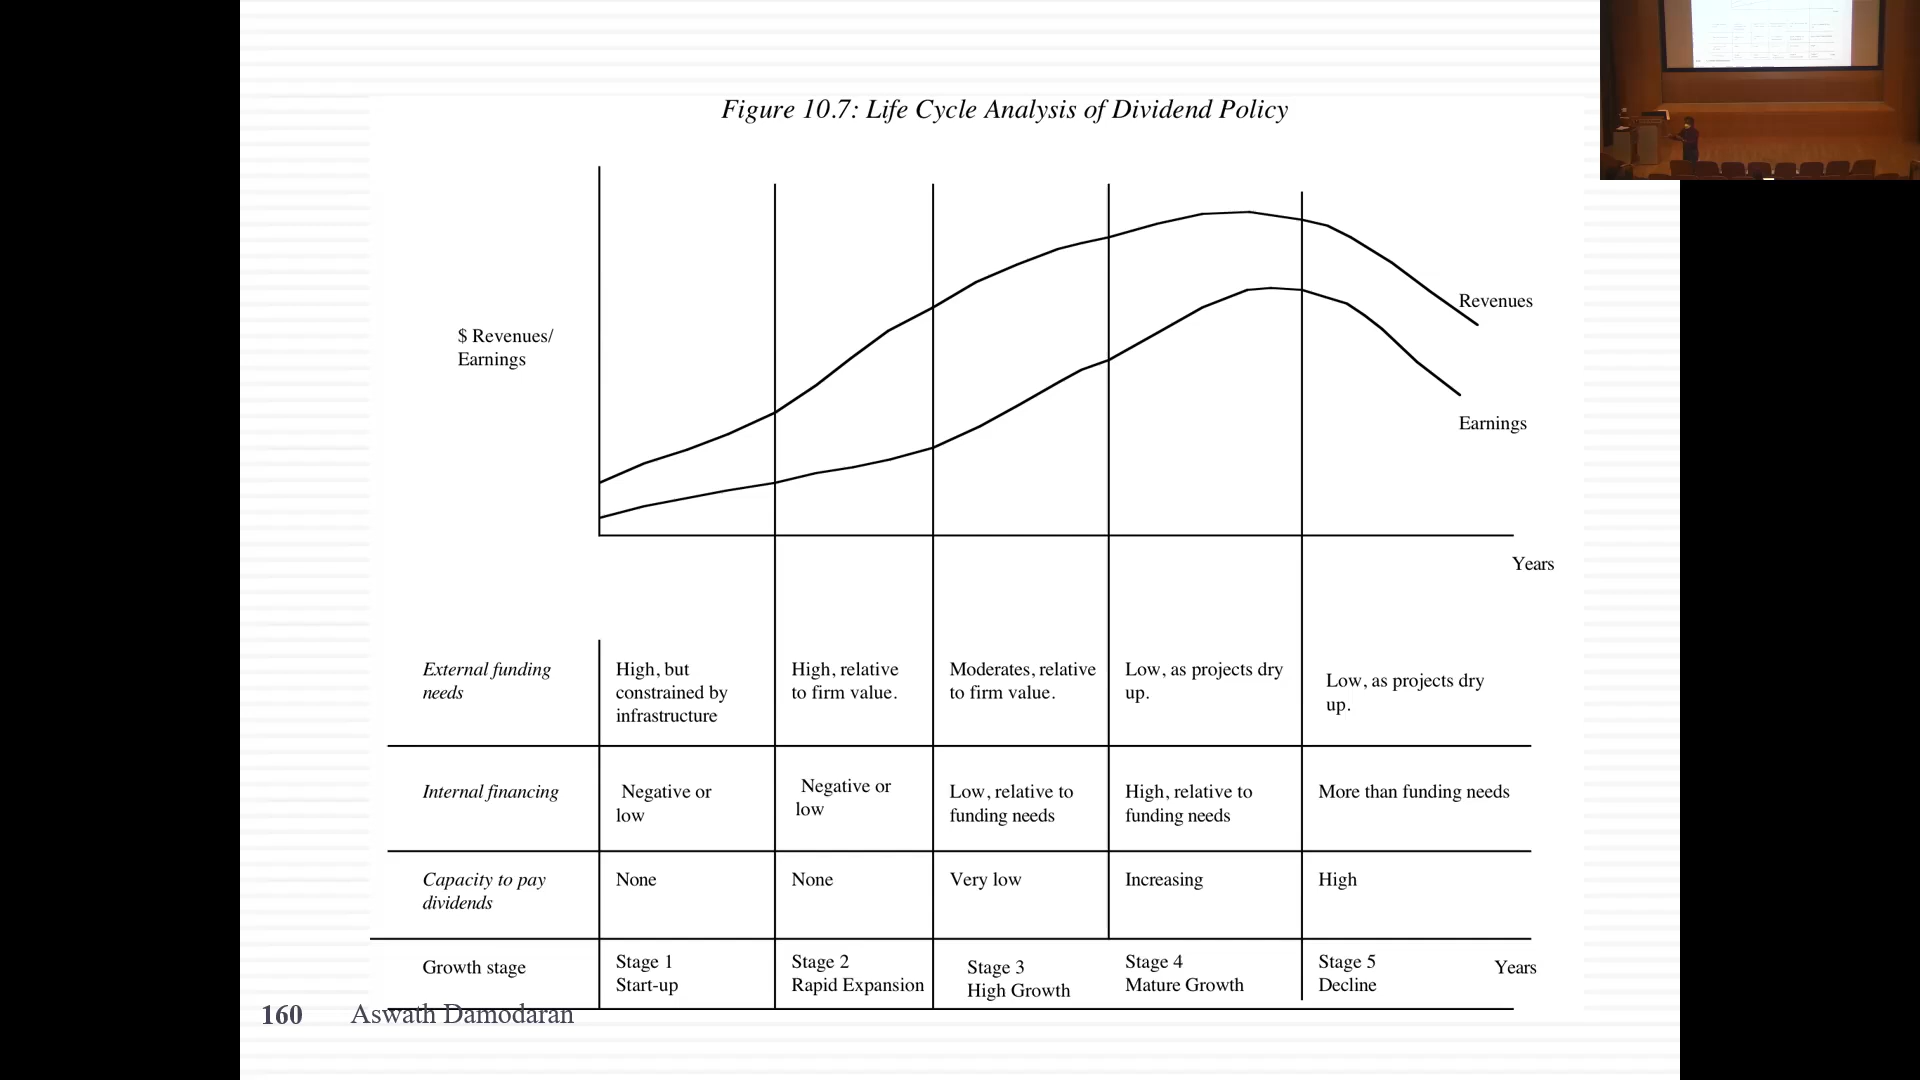 Figure 10.7: Life Cycle Analysis of Dividend Policy
$ Revenues/
Earnings
Revenues
Earnings
Years
External funding
needs
High, but
constrained by
infrastructure
High, relative
to firm value.
Moderates, relative
to firm value.
Low, as projects dry
up.
Low, as projects dry
up.
Internal financing
Negative or
low
Negative or
low
Low, relative to
funding needs
High, relative to
funding needs
More than funding needs
Capacity to pay
dividends
None
None
Very low
Increasing
High
Growth stage
Stage 1
Start-up
Stage 2
Rapid Expansion
Stage 3
High Growth
Stage 4
Mature Growth
Stage 5
Decline
Years
160
Aswath Damodaran